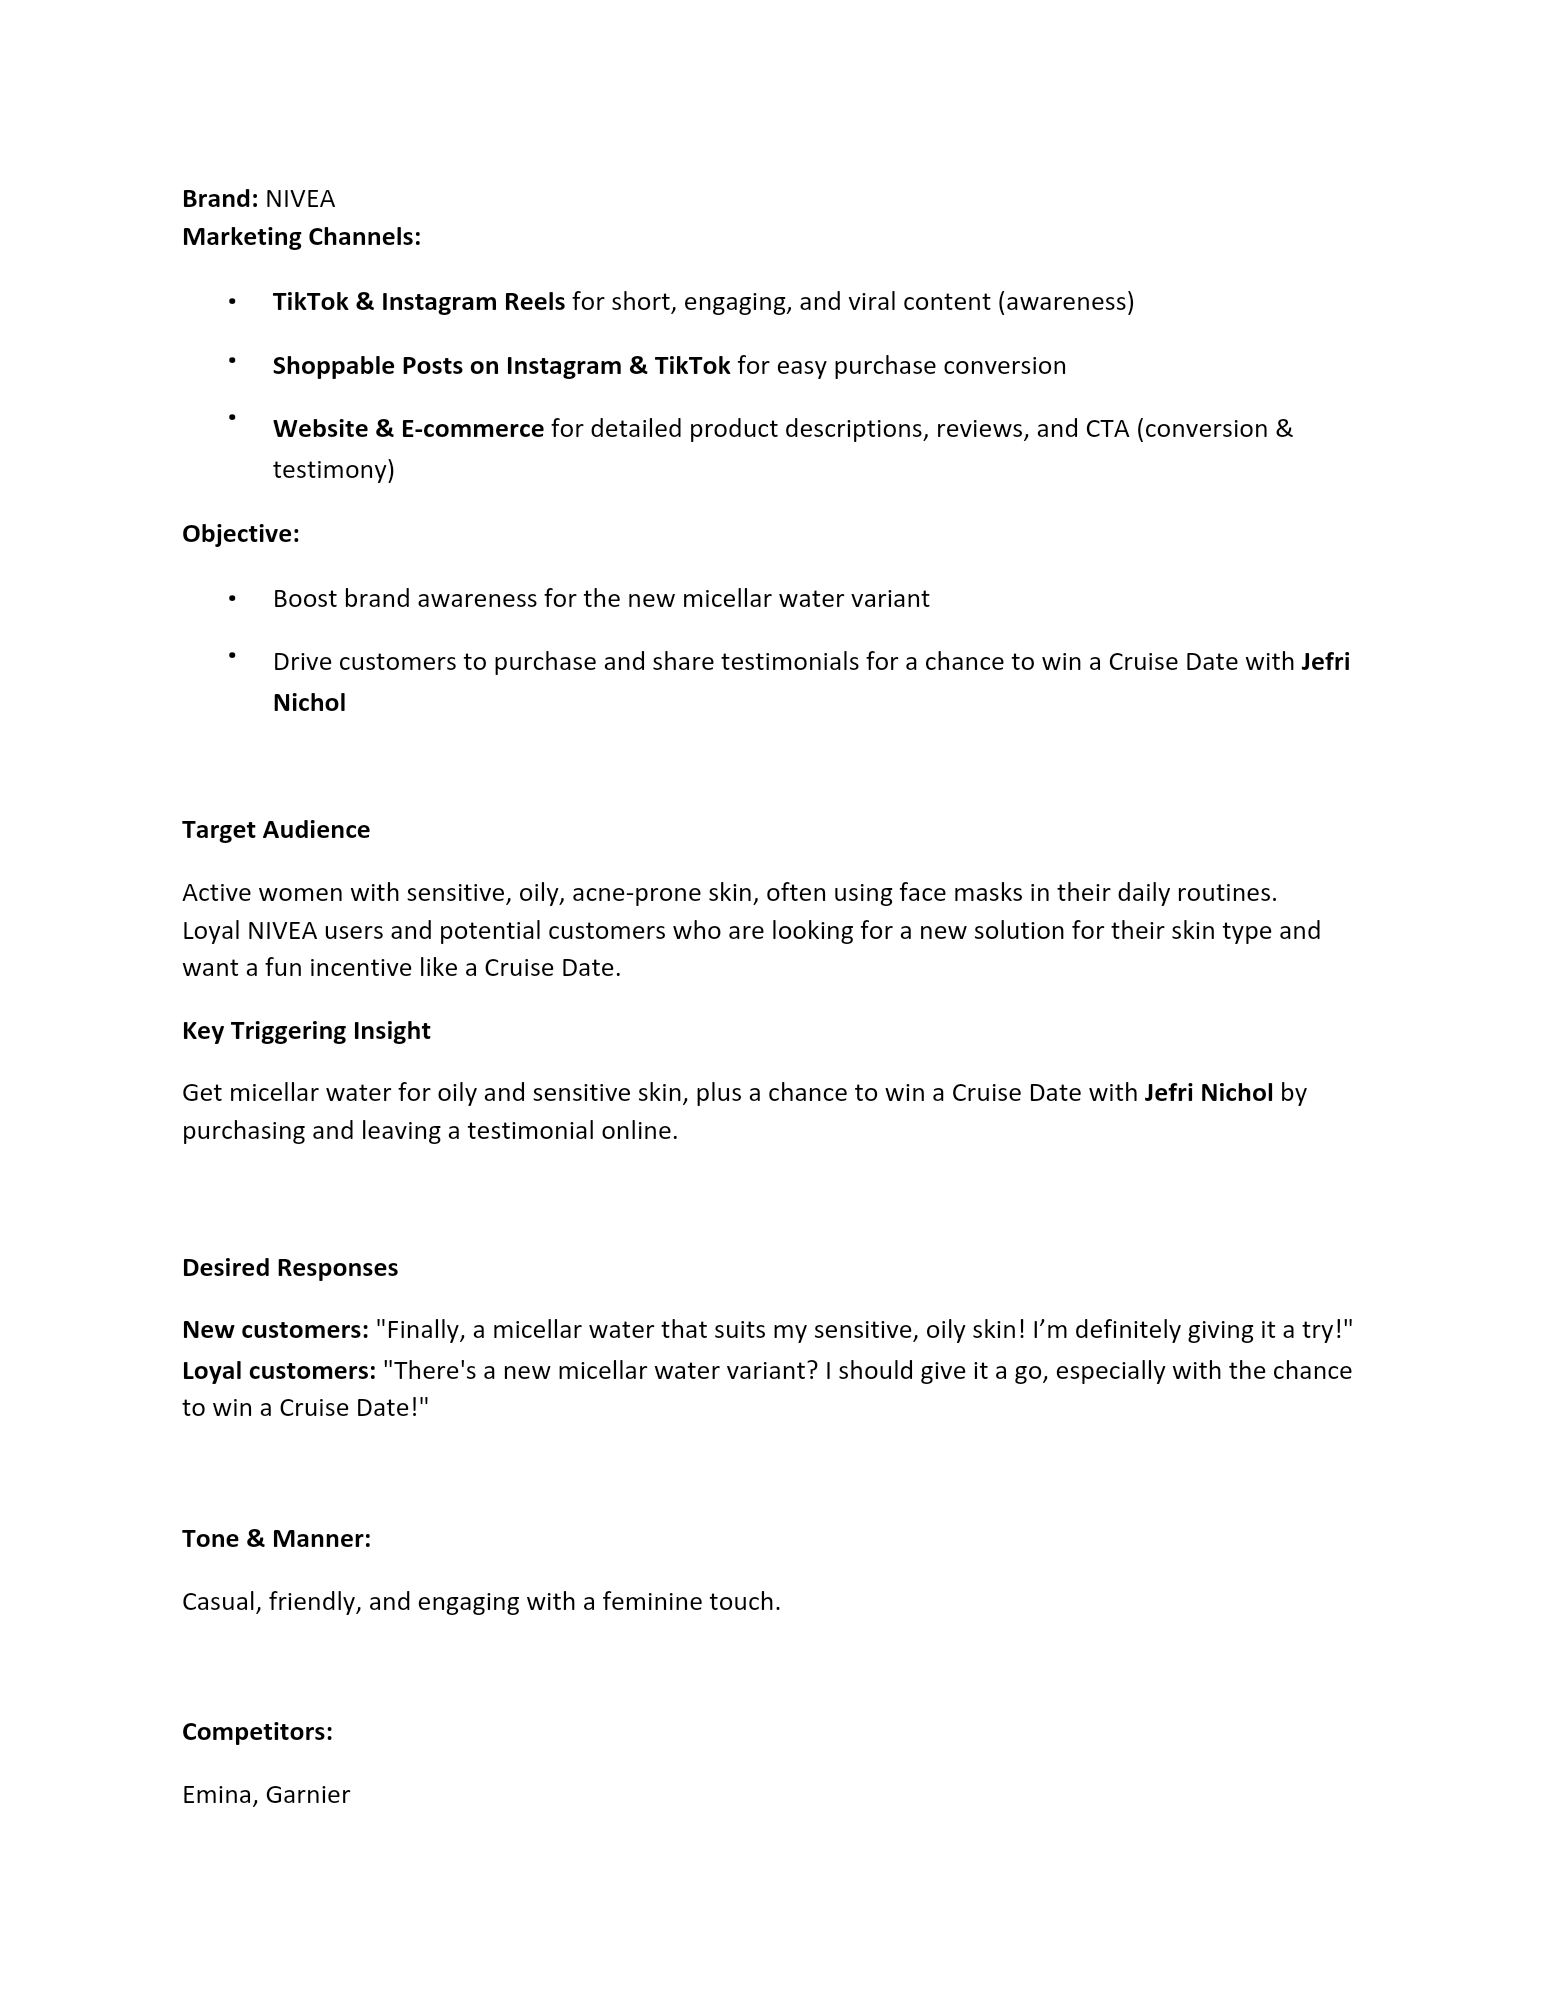 Brand: NIVEA
Marketing Channels:
• TikTok & Instagram Reels for short, engaging, and viral content (awareness)
• Shoppable Posts on Instagram & TikTok for easy purchase conversion
• Website & E-commerce for detailed product descriptions, reviews, and CTA (conversion &
testimony)
Objective:
• Boost brand awareness for the new micellar water variant
• Drive customers to purchase and share testimonials for a chance to win a Cruise Date with Jefri
Nichol
Target Audience
Active women with sensitive, oily, acne-prone skin, often using face masks in their daily routines.
Loyal NIVEA users and potential customers who are looking for a new solution for their skin type and
want a fun incentive like a Cruise Date.
Key Triggering Insight
Get micellar water for oily and sensitive skin, plus a chance to win a Cruise Date with Jefri Nichol by
purchasing and leaving a testimonial online.
Desired Responses
New customers: "Finally, a micellar water that suits my sensitive, oily skin! I’m definitely giving it a try!"
Loyal customers: "There's a new micellar water variant? I should give it a go, especially with the chance
to win a Cruise Date!"
Tone & Manner:
Casual, friendly, and engaging with a feminine touch.
Competitors:
Emina, Garnier